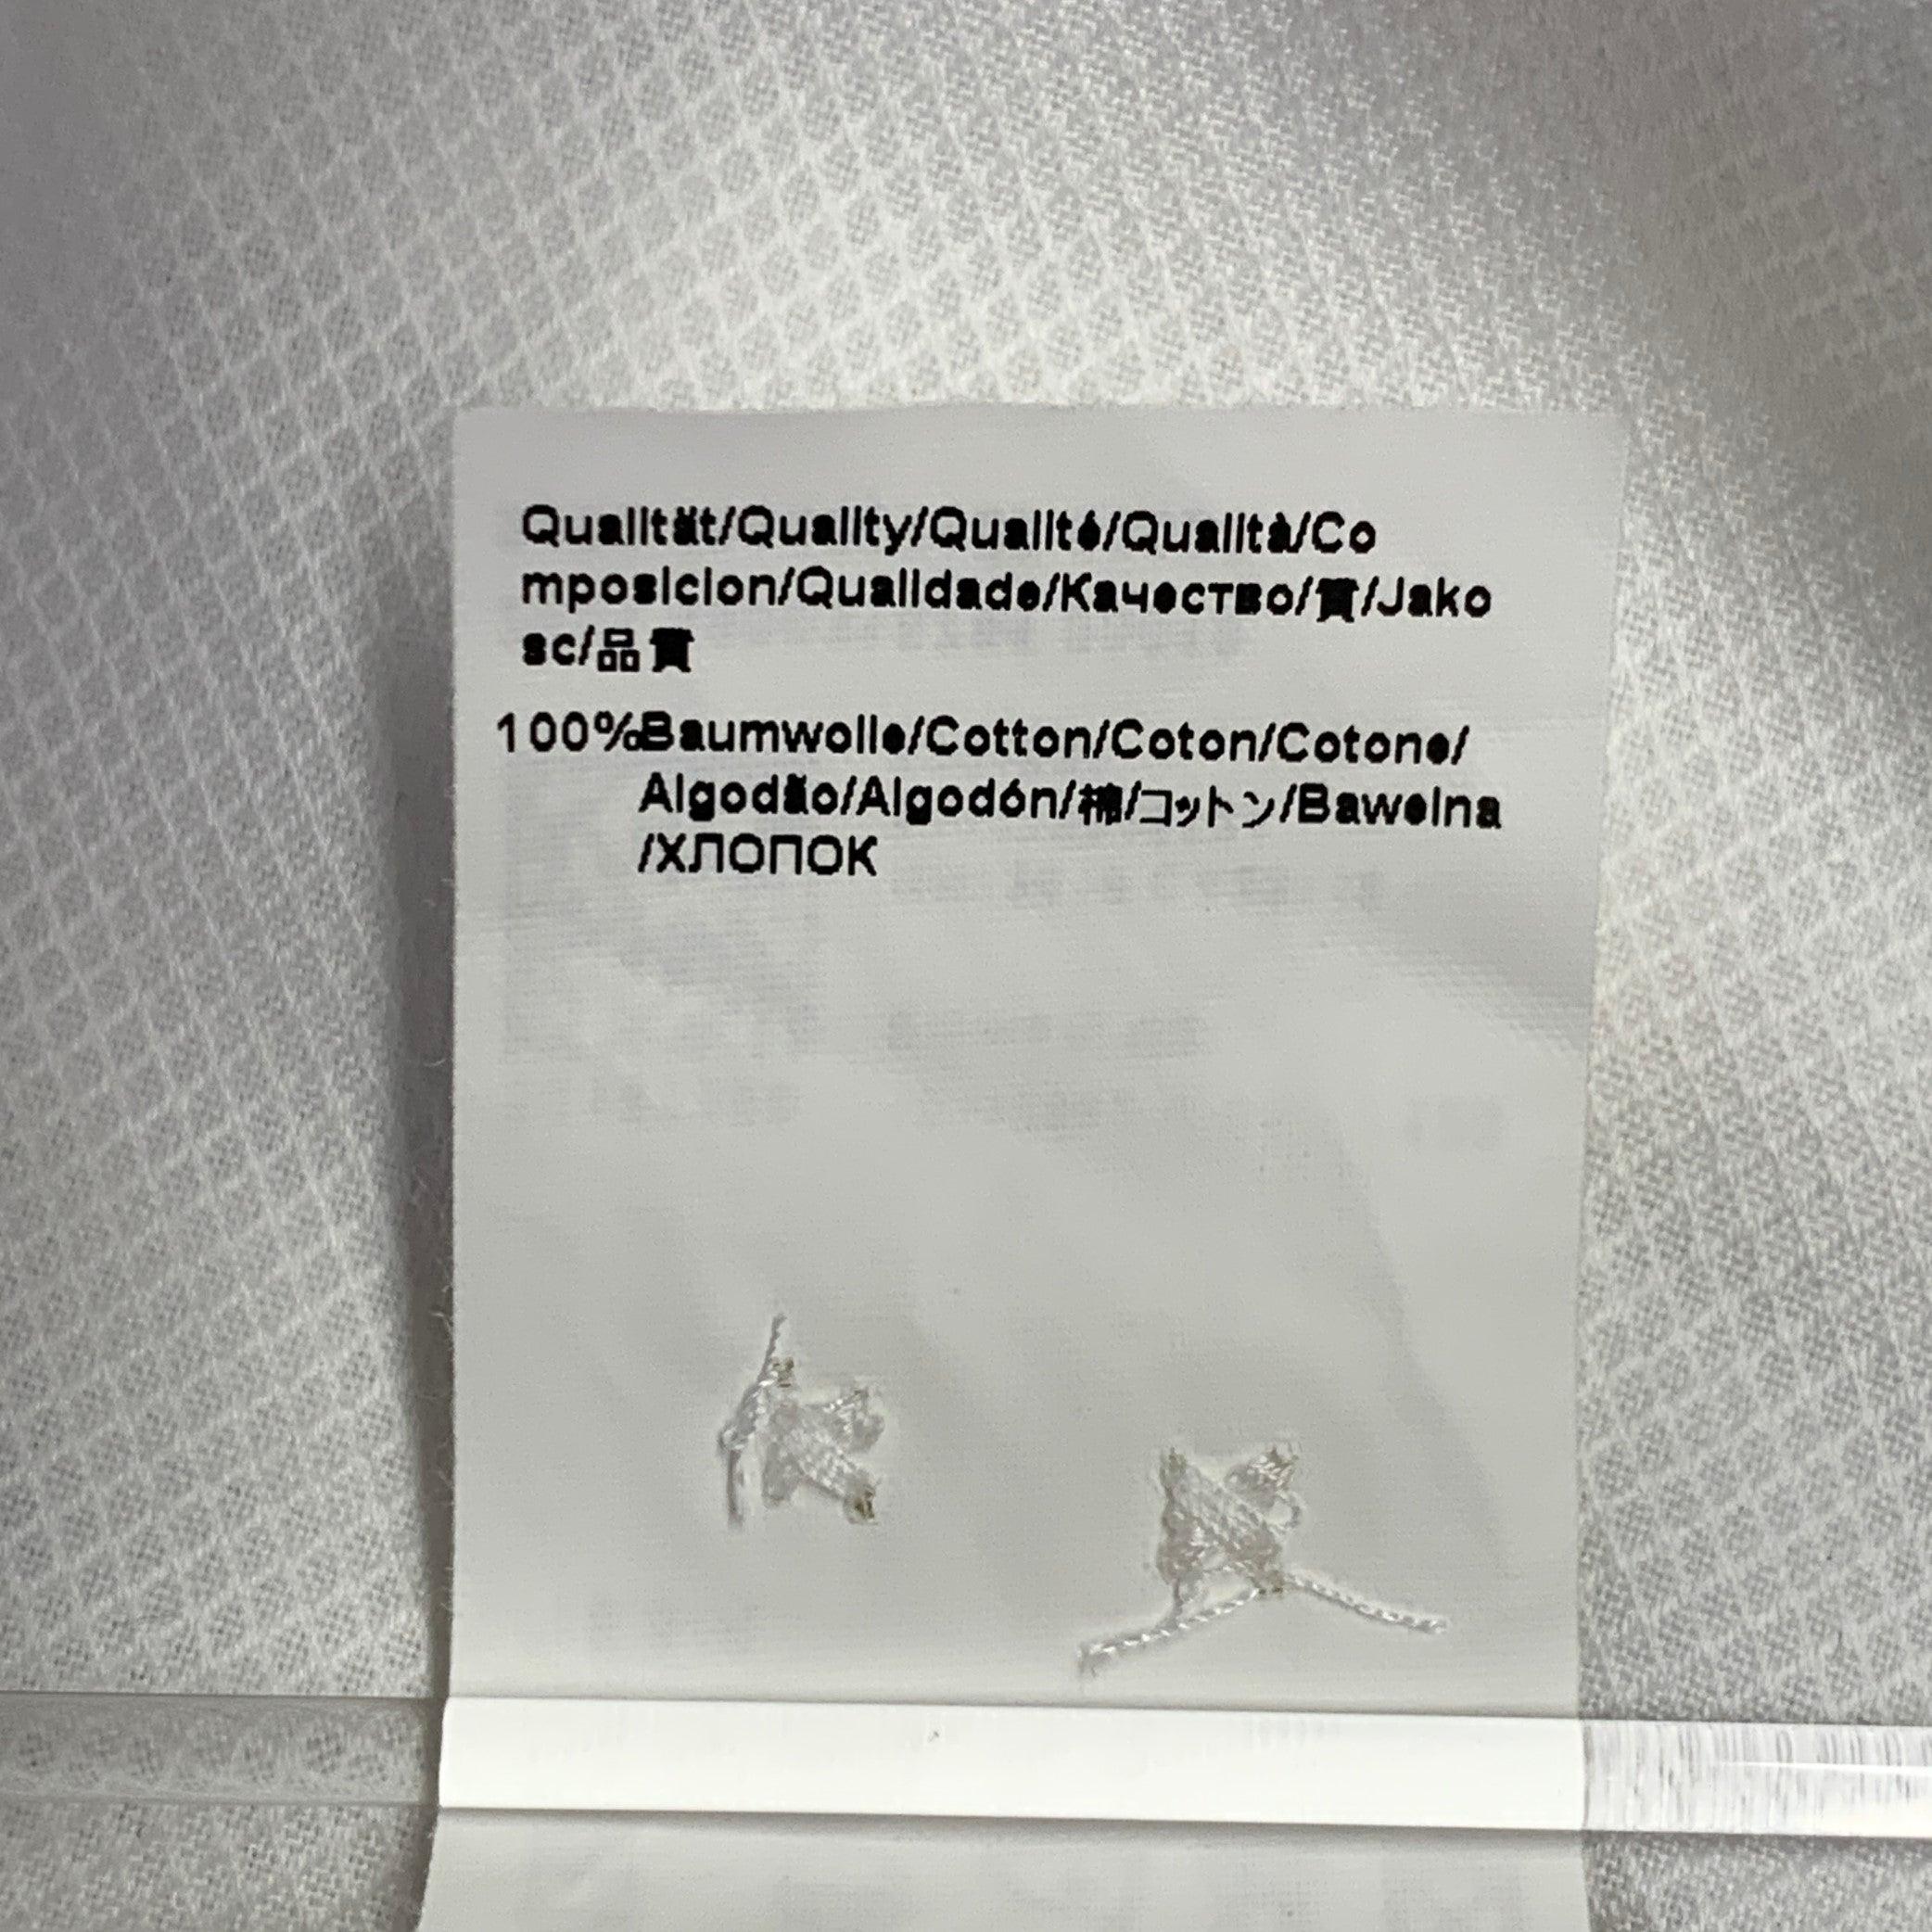 Qualität/Quality/Qualité/Qualità/Co
mposicion/Qualidade/Качество/質/Jako
sc/品質
100%Baumwolle/Cotton/Coton/Cotone/
Algodão/Algodón/棉/コットン/Bawelna
/ХЛОПОК